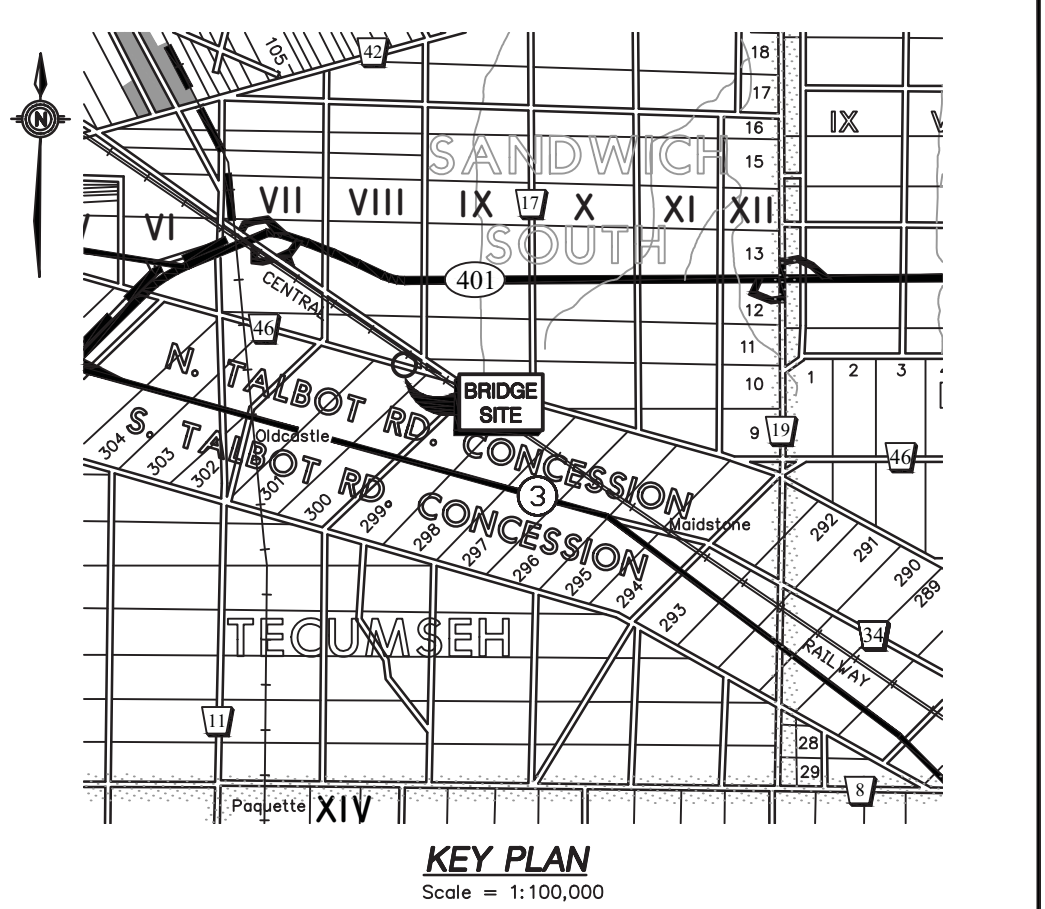 105
42
18
17
16
15
IX
N
SANDWICH
SOUTH
VI
VII
VIII
IX
17
X
XI
XII
13
401
12
CENTRAL
46
11
10
1
2
3
9
19
46
BRIDGE
SITE
N. TALBOT RD. CONCESSION
S. TALBOT RD. CONCESSION
Oldcastle
3
Maidstone
304
303
302
301
300
299
298
297
296
295
294
293
292
291
290
289
34
RAILWAY
TECUMSEH
11
28
29
8
Paquette
XIV
KEY PLAN
Scale = 1:100,000